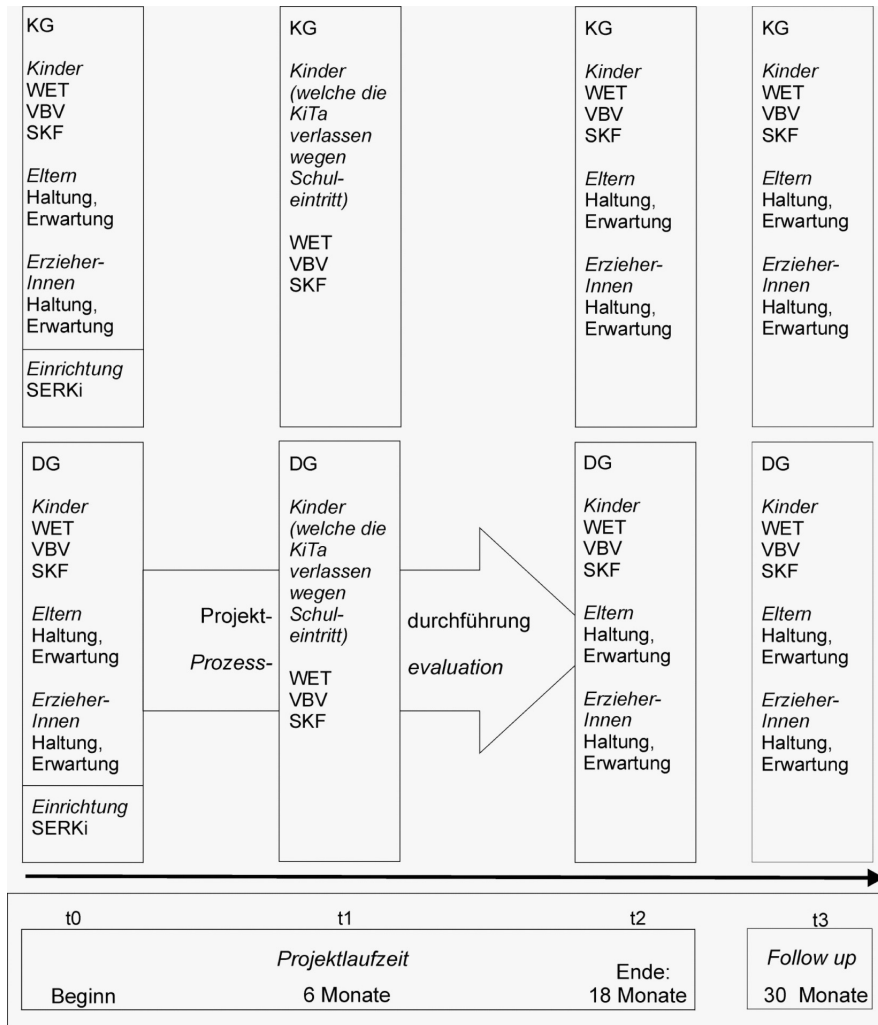 KG
Kinder
WET
VBV
SKF
Eltern
Haltung,
Erwartung
Erzieher-
Innen
Haltung,
Erwartung
Einrichtung
SERKi
KG
Kinder
(welche die
KiTa
verlassen
wegen
Schul-
eintritt)
WET
VBV
SKF
KG
Kinder
WET
VBV
SKF
Eltern
Haltung,
Erwartung
Erzieher-
Innen
Haltung,
Erwartung
KG
Kinder
WET
VBV
SKF
Eltern
Haltung,
Erwartung
Erzieher-
Innen
Haltung,
Erwartung
DG
Kinder
WET
VBV
SKF
Eltern
Haltung,
Erwartung
Erzieher-
Innen
Haltung,
Erwartung
Einrichtung
SERKi
Projekt-
Prozess-
DG
Kinder
(welche die
KiTa
verlassen
wegen
Schul-
eintritt)
WET
VBV
SKF
durchführung
evaluation
DG
Kinder
WET
VBV
SKF
Eltern
Haltung,
Erwartung
Erzieher-
Innen
Haltung,
Erwartung
DG
Kinder
WET
VBV
SKF
Eltern
Haltung,
Erwartung
Erzieher-
Innen
Haltung,
Erwartung
t0 t1 t2 t3
Projektlaufzeit
Beginn
6 Monate
Ende:
18 Monate
Follow up
30 Monate